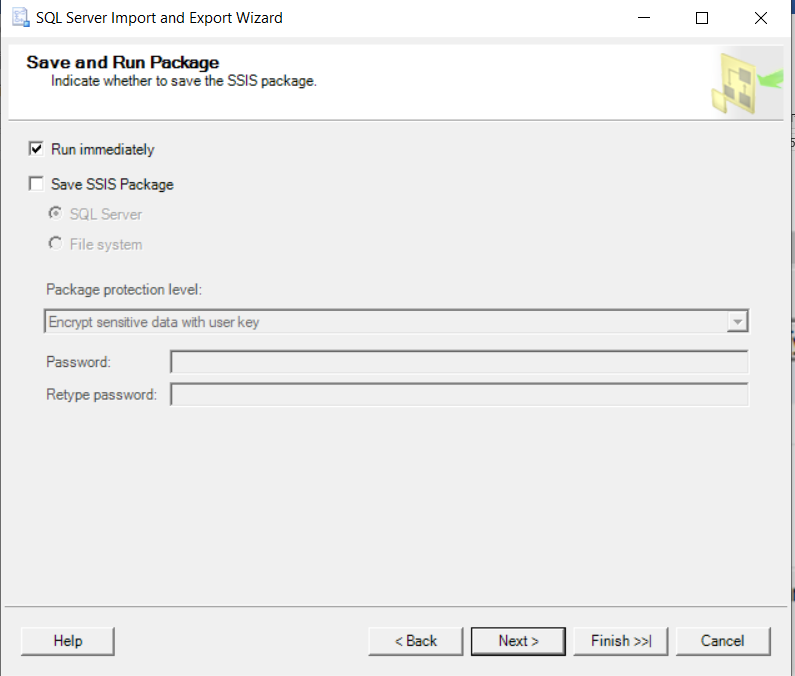 SQL Server Import and Export Wizard
Save and Run Package
Indicate whether to save the SSIS package.
Run immediately
Save SSIS Package
SQL Server
File system
Package protection level:
Encrypt sensitive data with user key
Password:
Retype password:
Help
< Back
Next >
Finish >>|
Cancel